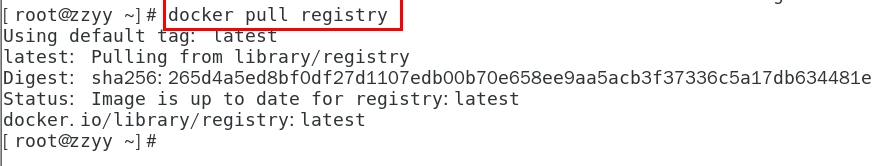 [root@zzyy ~]# docker pull registry
Using default tag: latest
latest: Pulling from library/registry
Digest: sha256:265d4a5ed8bf0df27d1107edb00b70e658ee9aa5acb3f37336c5a17db634481e
Status: Image is up to date for registry:latest
docker.io/library/registry:latest
[root@zzyy ~]#